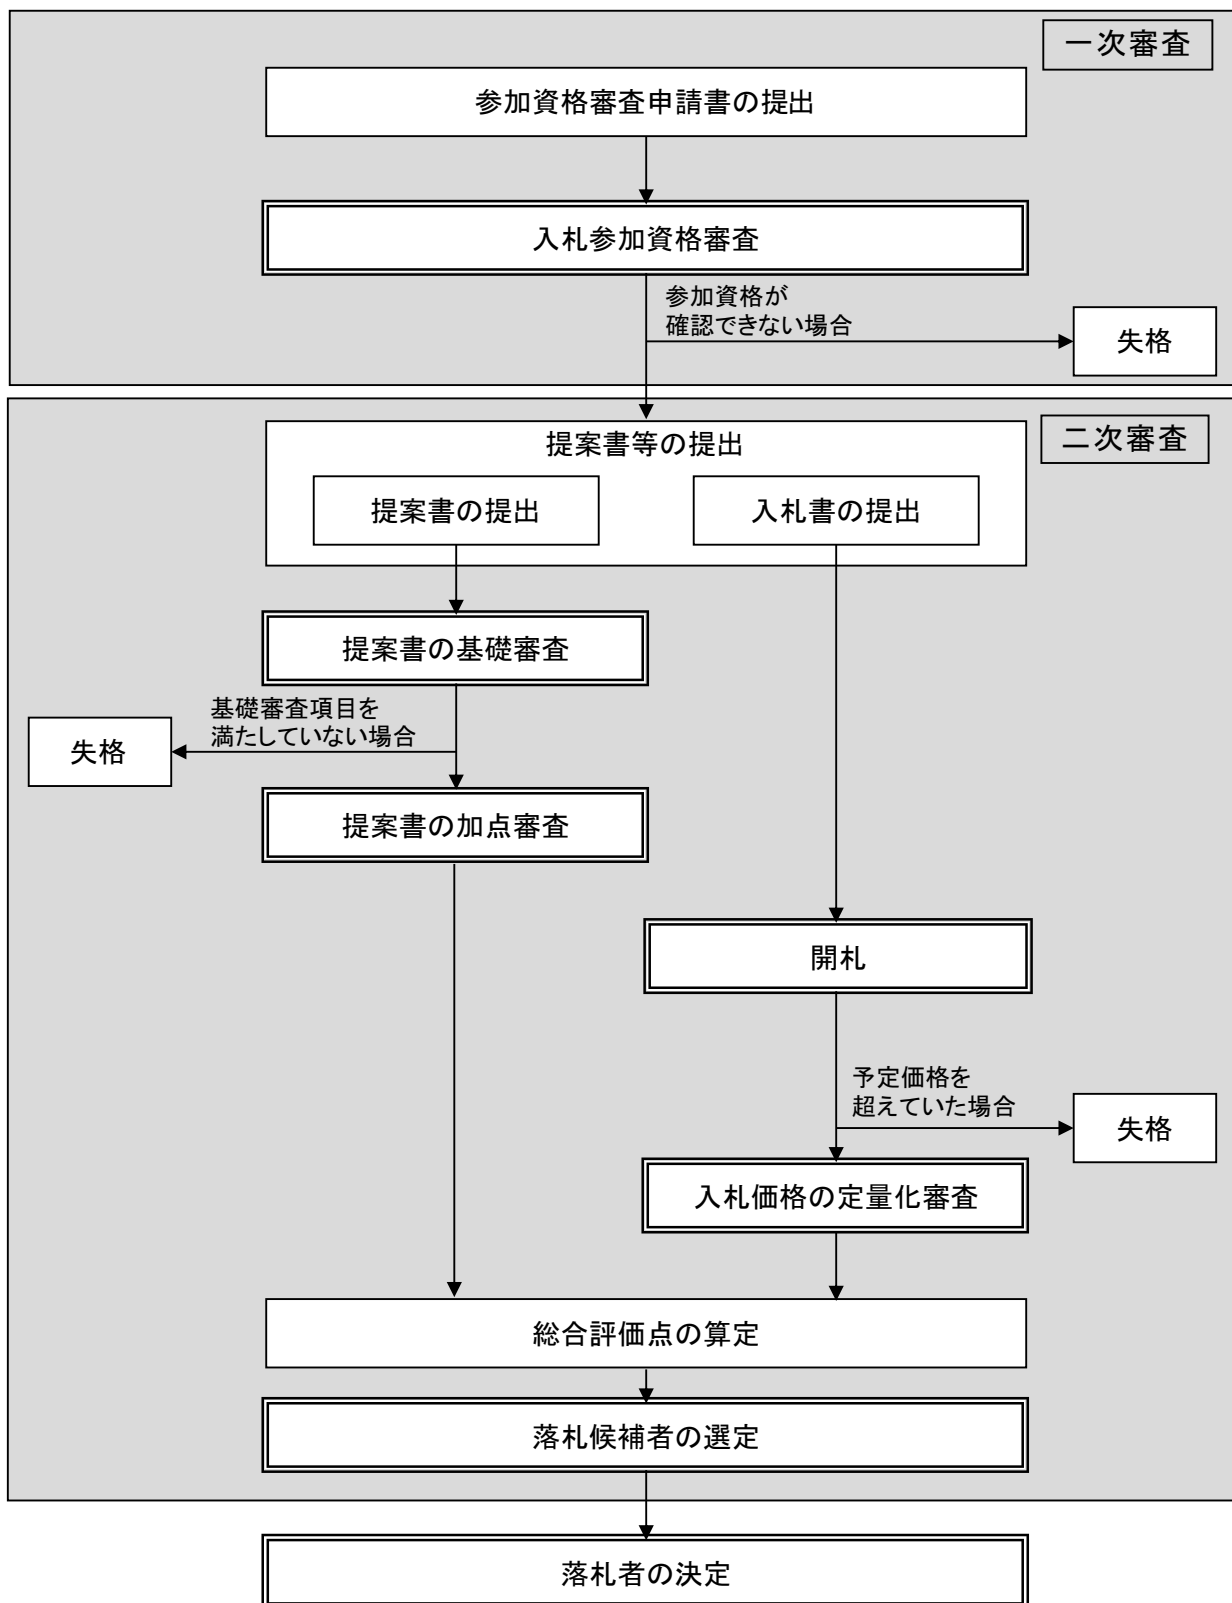 一次審査
参加資格審査申請書の提出
入札参加資格審査
参加資格が
確認できない場合
失格
二次審査
提案書等の提出
提案書の提出
入札書の提出
提案書の基礎審査
基礎審査項目を
満たしていない場合
失格
提案書の加点審査
開札
予定価格を
超えていた場合
失格
入札価格の定量化審査
総合評価点の算定
落札候補者の選定
落札者の決定